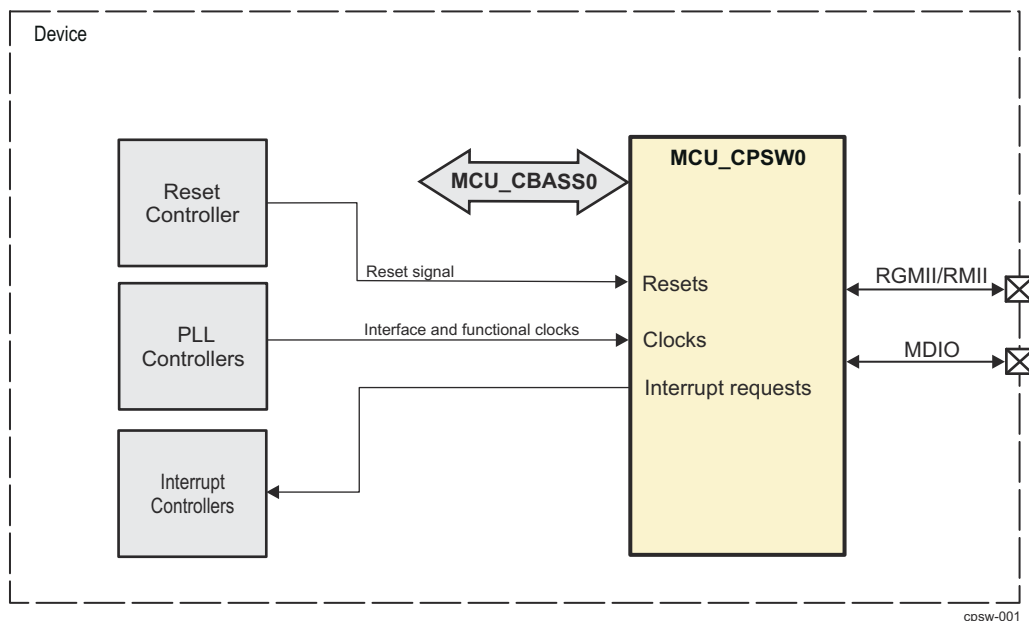 Device
Reset
Controller
MCU_CBASS0
MCU_CPSW0
Reset signal
Resets
RGMII/RMII
PLL
Controllers
Interface and functional clocks
Clocks
MDIO
Interrupt requests
Interrupt
Controllers
cpsw-001